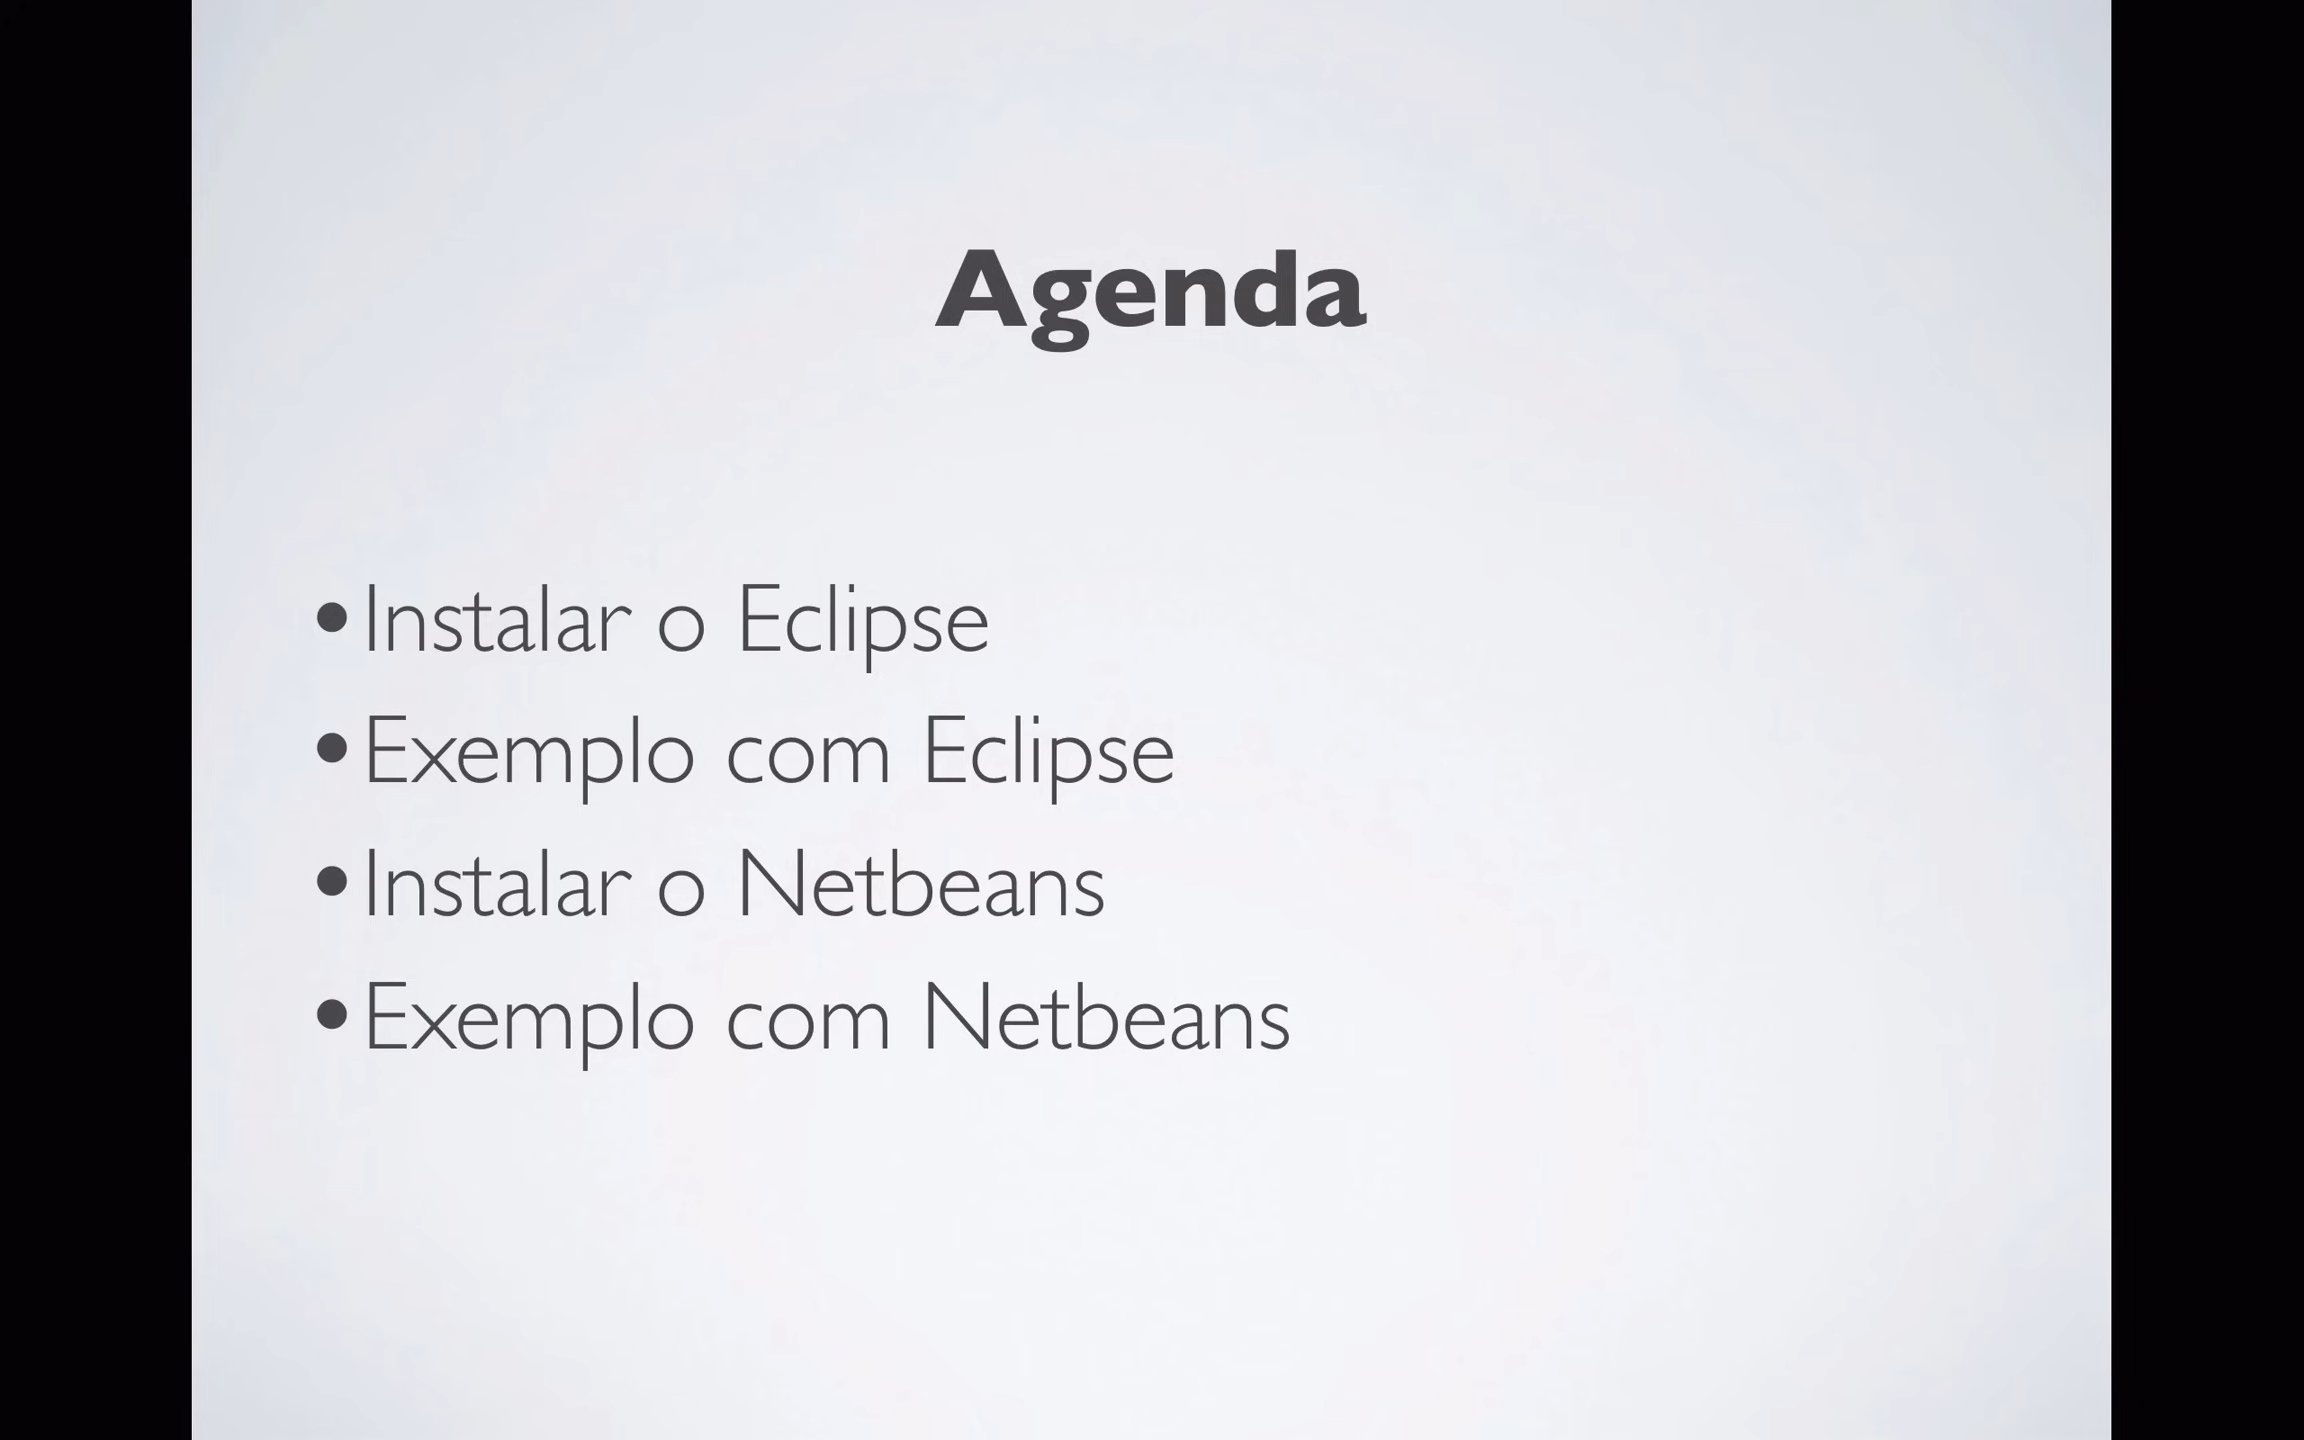 Agenda
•Instalar o Eclipse
•Exemplo com Eclipse
•Instalar o Netbeans
•Exemplo com Netbeans